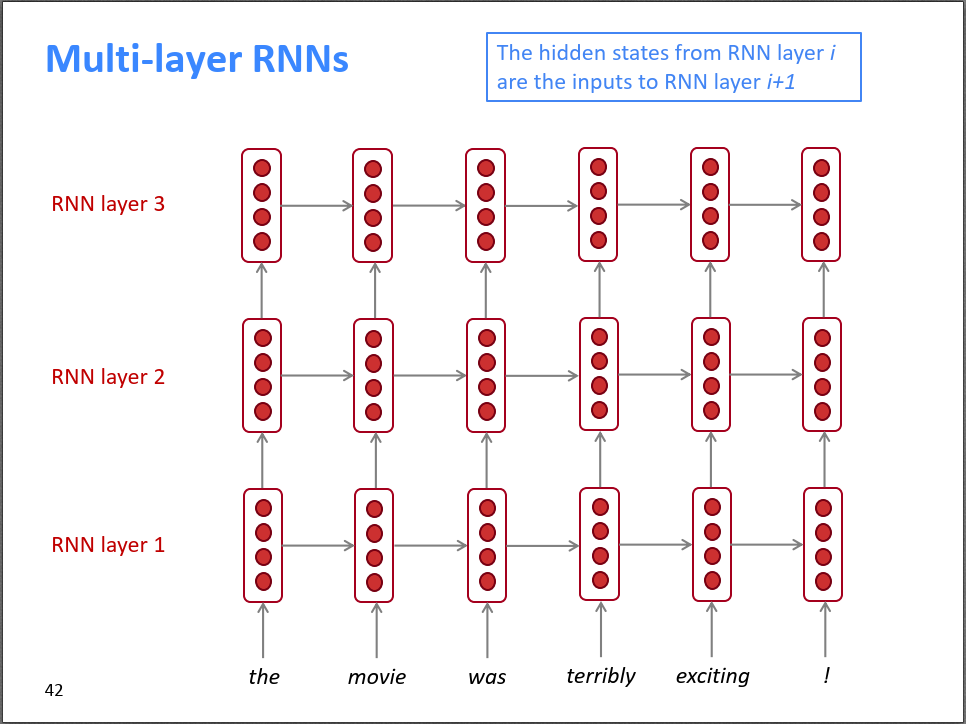 Multi-layer RNNs
The hidden states from RNN layer i
are the inputs to RNN layer i+1
RNN layer 3
RNN layer 2
RNN layer 1
the movie was terribly exciting !
42